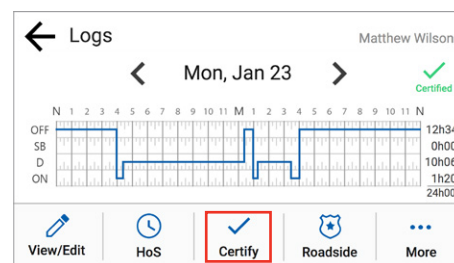 Logs
Matthew Wilson
Mon, Jan 23
Certified
N 1 2 3 4 5 6 7 8 9 10 11 M 1 2 3 4 5 6 7 8 9 10 11 N
OFF 12h34
SB 0h00
D 10h06
ON 1h20
24h00
View/Edit HoS Certify Roadside More